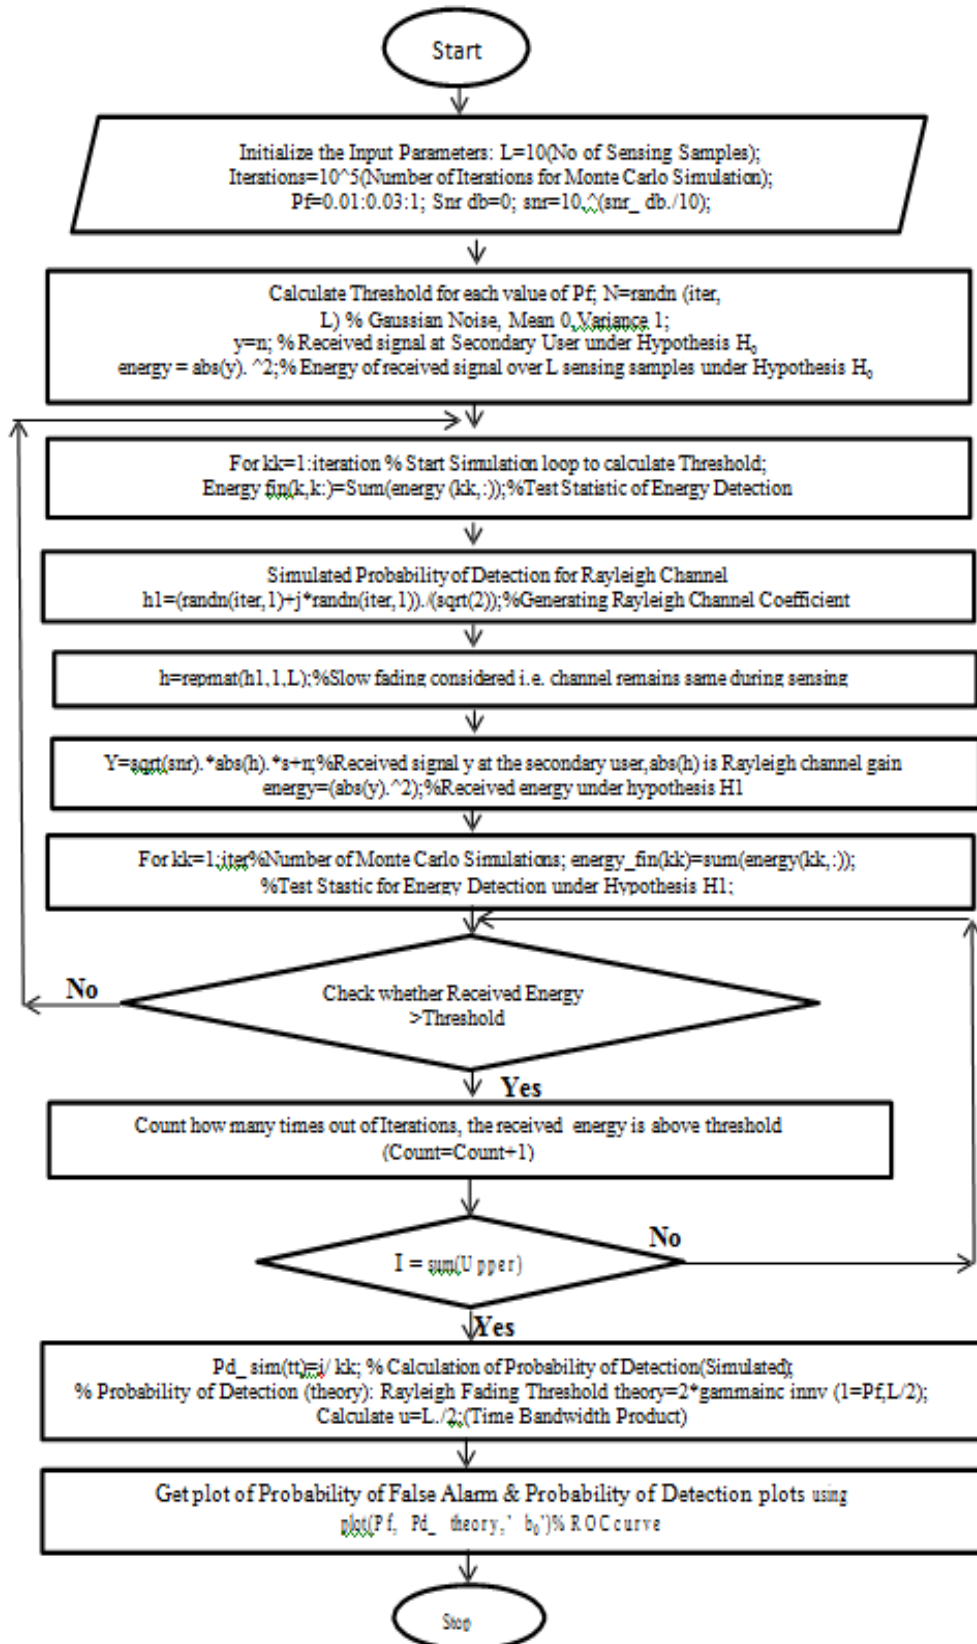 Start
Initialize the Input Parameters: L=10(No of Sensing Samples);
Iterations=10^5(Number of Iterrations for Monte Carlo Simulation);
Pf=0.01:0.03:1; Snr db=0; snr=10.^(snr_ db./10);
Calculate Threshold for each value of Pf; N=randn (iter,
L) % Gaussian Noise, Mean 0,Variance 1;
y=n; % Received signal at Secondary User under Hypothesis H₀
energy = abs(y). ^2;% Energy of received signal over L sensing samples under Hypothesis H₀
For kk=1:iteration % Start Simulation loop to calculate Threshold;
Energy fin(k,k:)=Sum(energy (kk,:));%Test Statistic of Energy Detection
Simulated Probability of Detection for Rayleigh Channel
h1=(randn(iter,1)+j*randn(iter,1))./(sqrt(2));%Generating Rayleigh Channel Coefficient
h=repmat(h1,1,L);%Slow fading considered i.e. channel remains same during sensing
Y=sqrt(snr).*abs(h).*s+n;%Received signal y at the secondary user,abs(h) is Rayleigh channel gain
energy=(abs(y).^2);%Received energy under hypothesis H1
For kk=1:iter%Number of Monte Carlo Simulations; energy_fin(kk)=sum(energy(kk,:));
%Test Stastic for Energy Detection under Hypothesis H1;
No
Check whether Received Energy
>Threshold
Yes
Count how many times out of Iterations, the received energy is above threshold
(Count=Count+1)
No
I = sum(Upper)
Yes
Pd_ sim(tt)=i/ kk; % Calculation of Probability of Detection(Simulated);
% Probability of Detection (theory): Rayleigh Fading Threshold theory=2*gammainc innv (1=Pf,L/2);
Calculate u=L./2;(Time Bandwidth Product)
Get plot of Probability of False Alarm & Probability of Detection plots using
plot(Pf, Pd_ theory,' b₀')% ROC curve
Stop